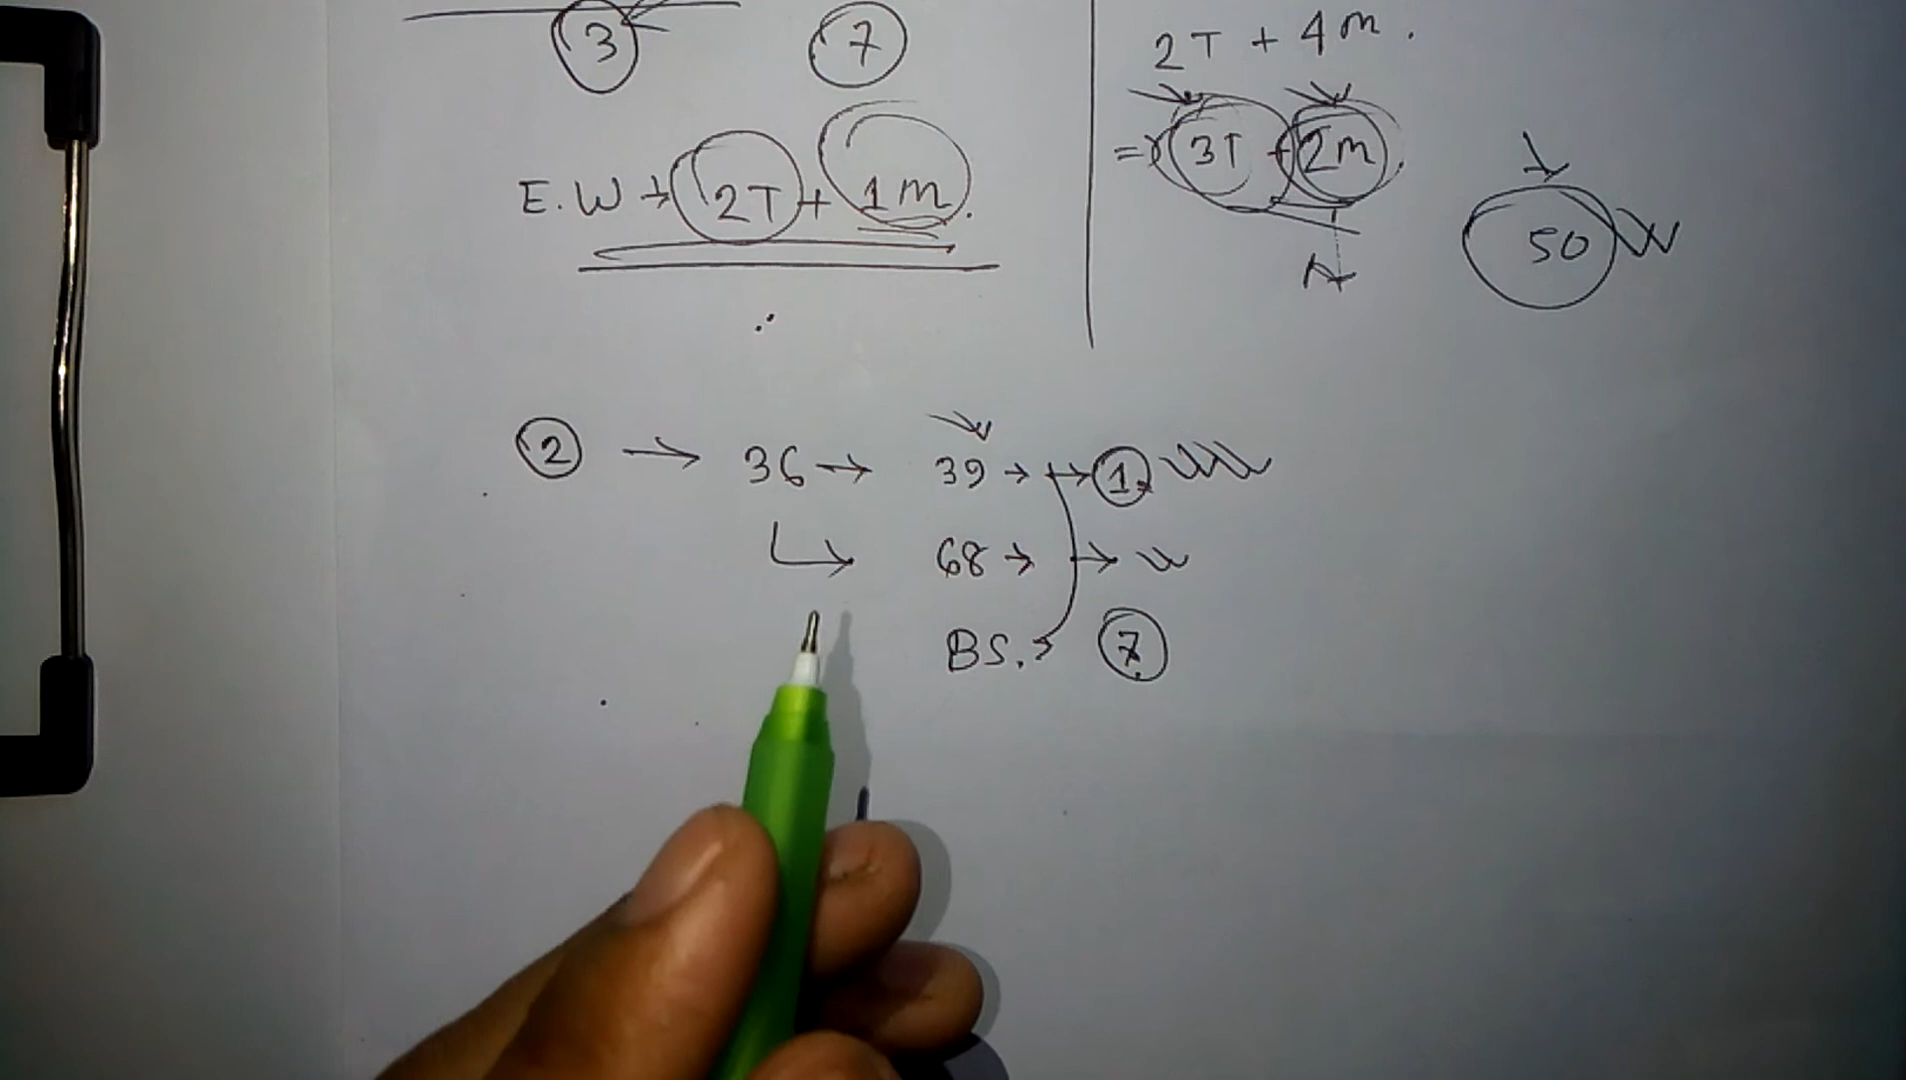 3 7
E.W → 2T + 1m.
2T + 4m.
=) 3T + 2m.
50
2 → 36 → 39 → → 1.
68 → →
BS. → 7.